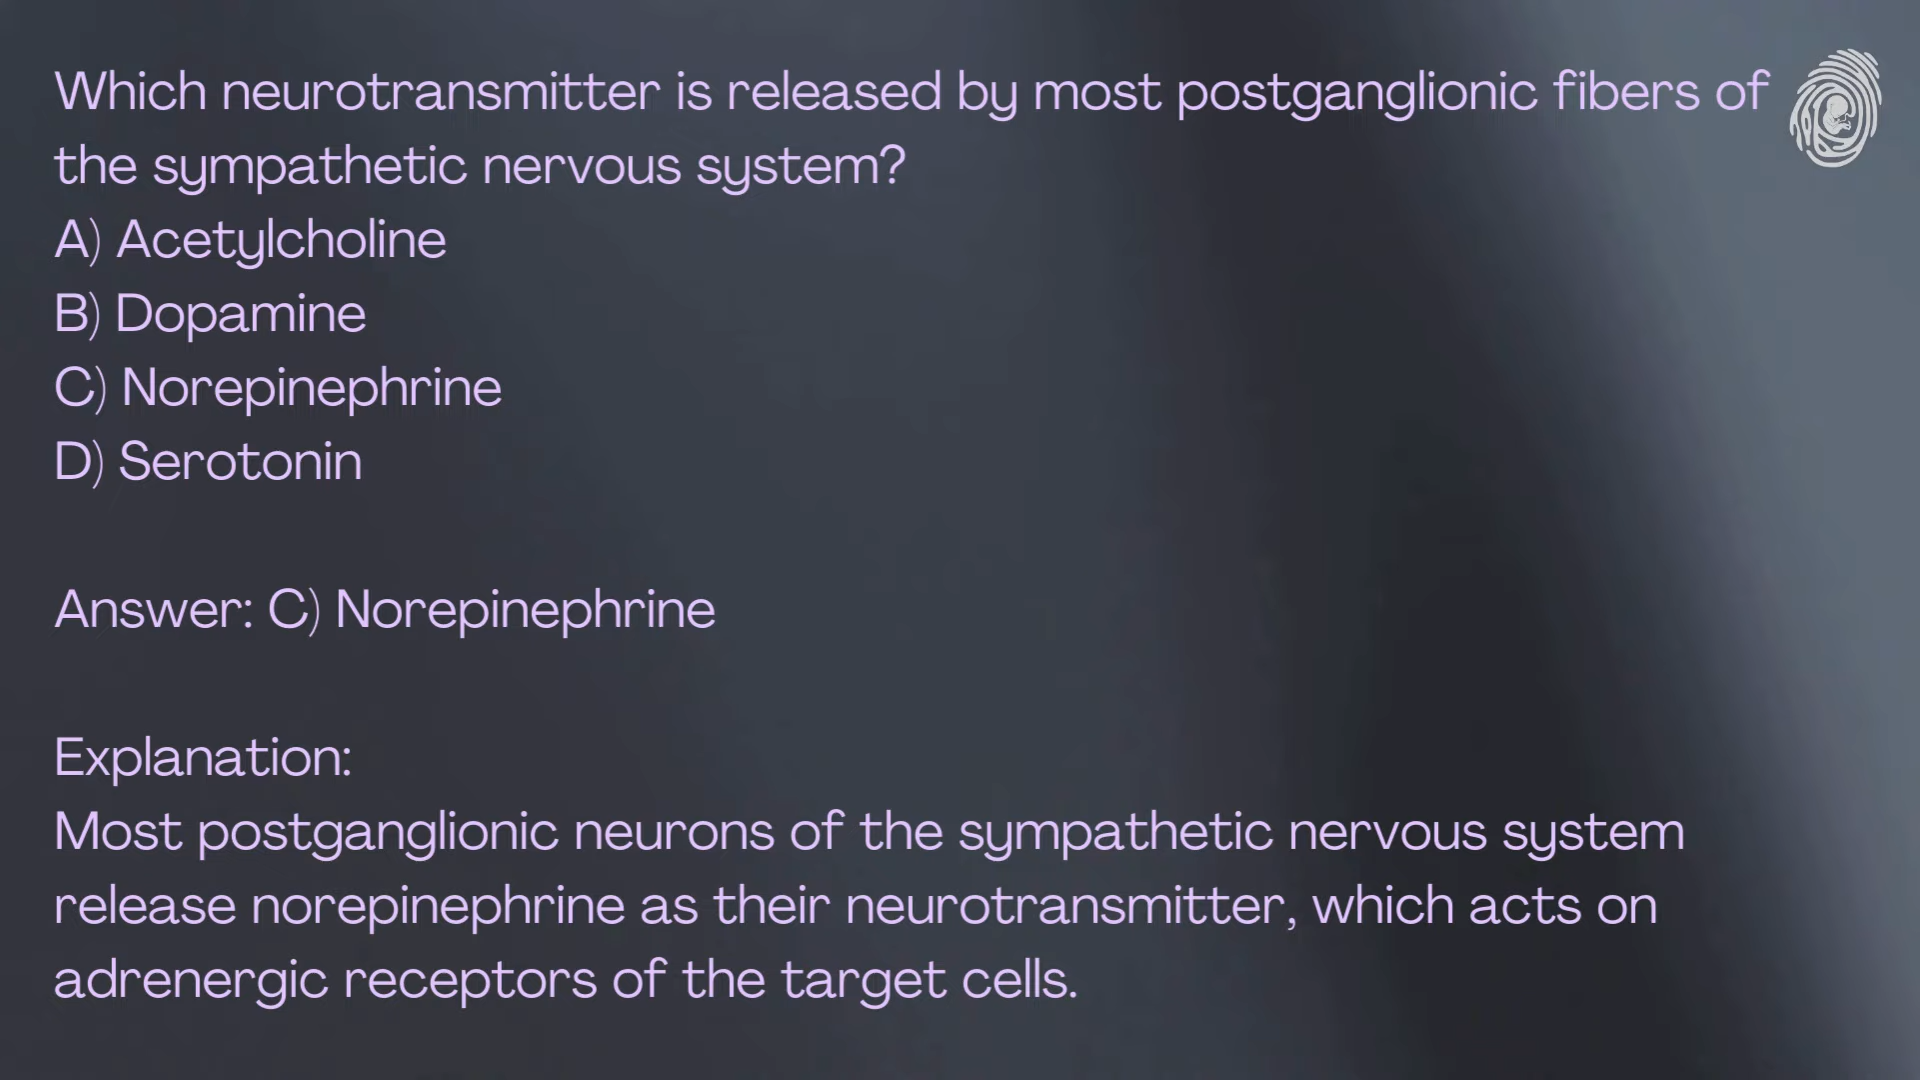 Which neurotransmitter is released by most postganglionic fibers of
the sympathetic nervous system?
A) Acetylcholine
B) Dopamine
C) Norepinephrine
D) Serotonin
Answer: C) Norepinephrine
Explanation:
Most postganglionic neurons of the sympathetic nervous system
release norepinephrine as their neurotransmitter, which acts on
adrenergic receptors of the target cells.